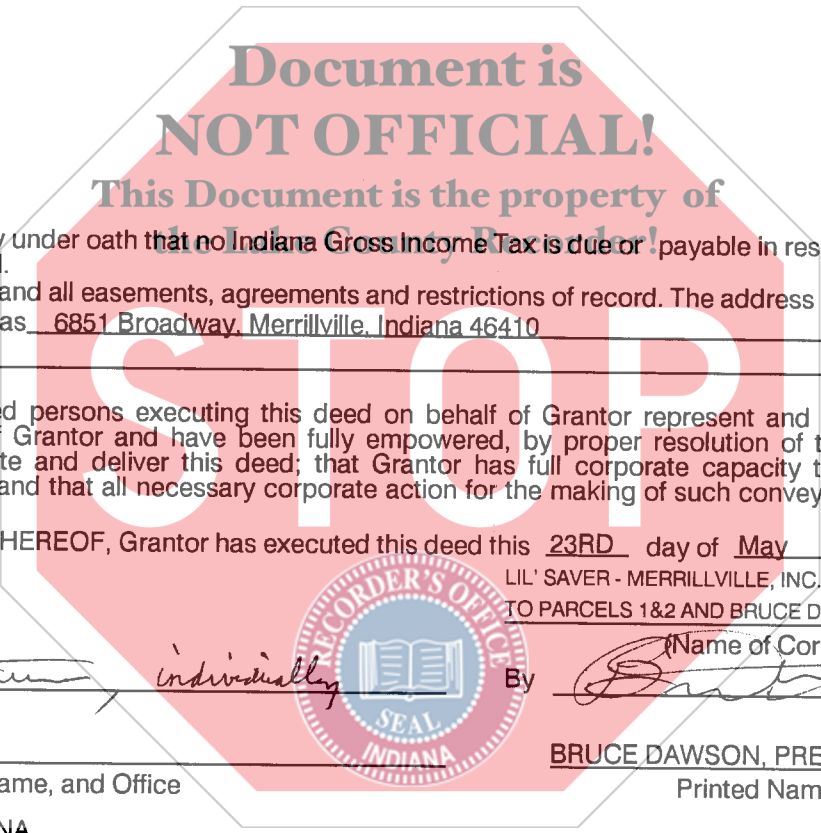 Document is
NOT OFFICIAL!
This Document is the property of
the Lake County Recorder!
under oath that no Indiana Gross Income Tax is due or payable in res
and all easements, agreements and restrictions of record. The address
as 6851 Broadway, Merrillville, Indiana 46410
STOP
ed persons executing this deed on behalf of Grantor represent and
f Grantor and have been fully empowered, by proper resolution of t
te and deliver this deed; that Grantor has full corporate capacity t
and that all necessary corporate action for the making of such convey
HEREOF, Grantor has executed this deed this 23RD day of May
LIL' SAVER - MERRILLVILLE, INC.
TO PARCELS 1&2 AND BRUCE D
(Name of Cor
individually By
RECORDER'S OFFICE
SEAL
INDIANA
BRUCE DAWSON, PRE
ame, and Office Printed Nam
NA